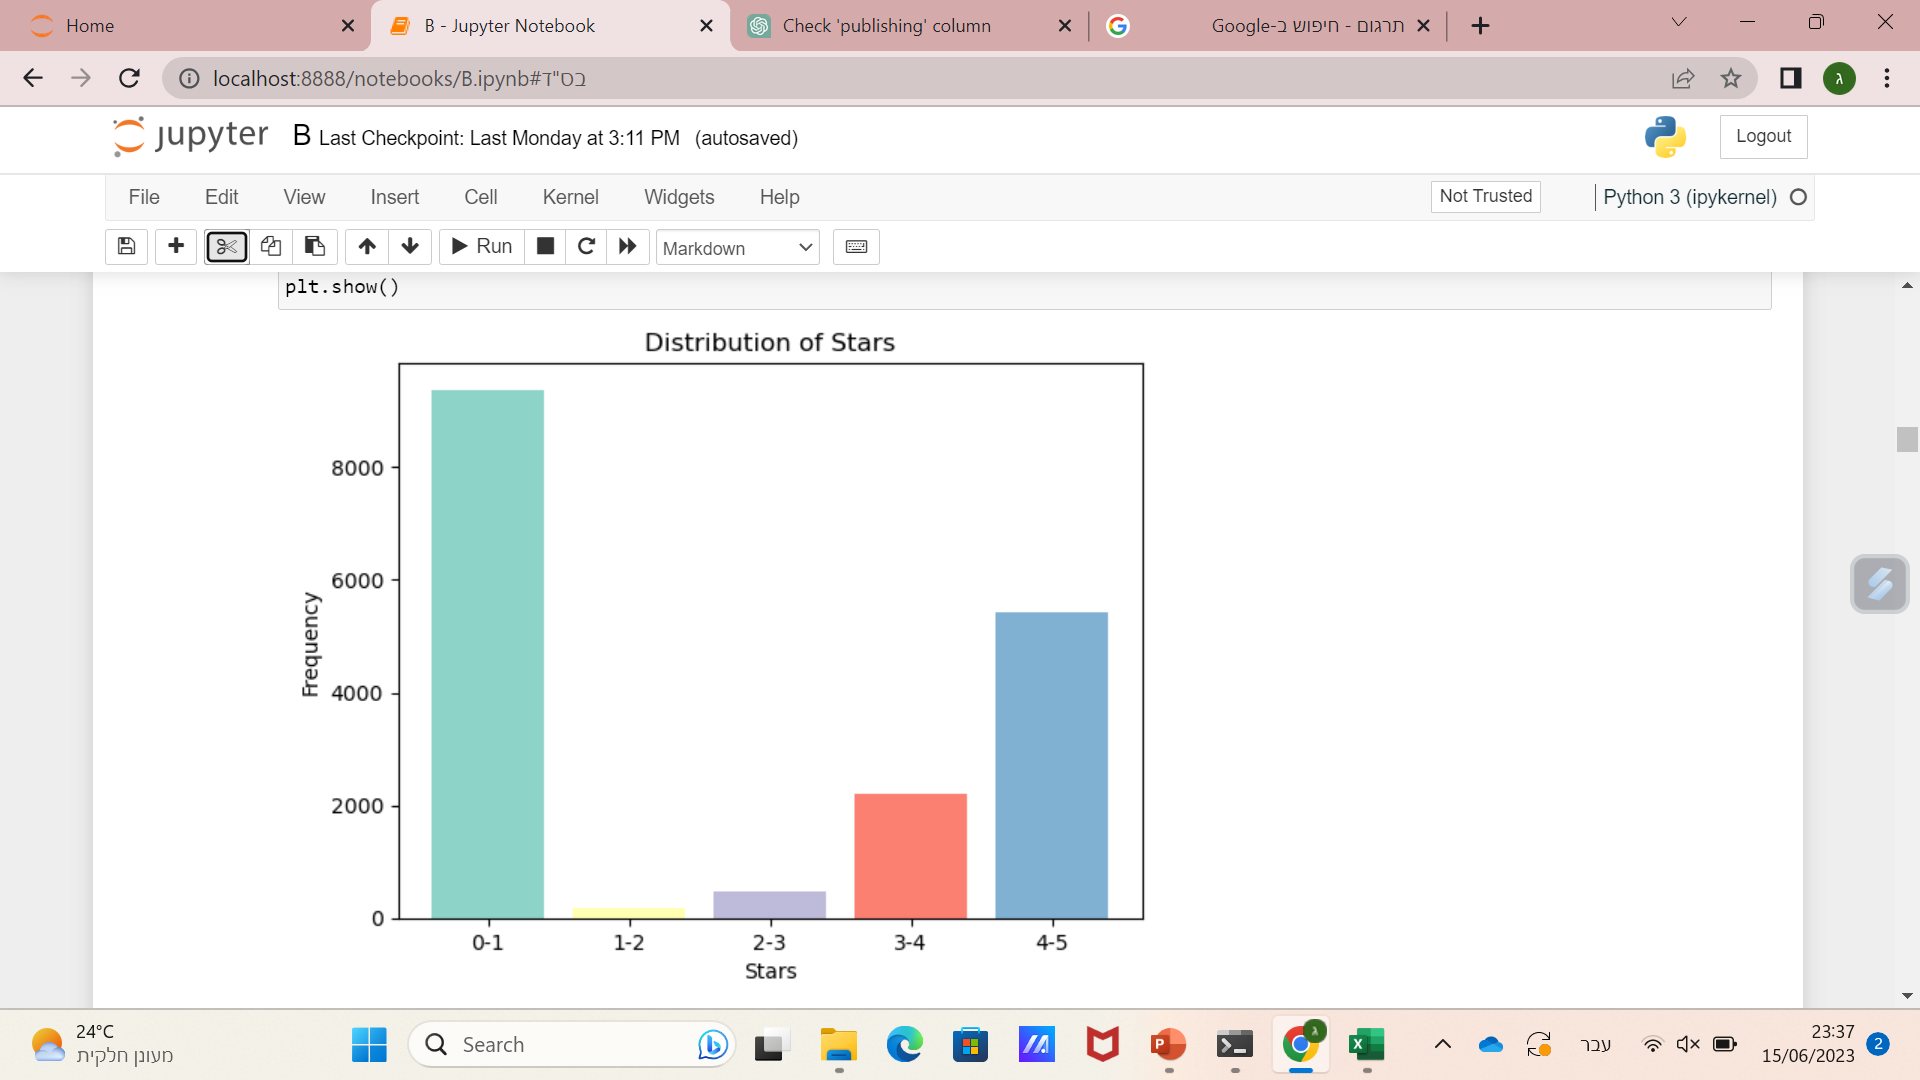 Home
B - Jupyter Notebook
Check 'publishing' column
תרגום - חיפוש ב-Google
localhost:8888/notebooks/B.ipynb#בס"ד
ג
jupyter
B Last Checkpoint: Last Monday at 3:11 PM (autosaved)
Logout
File Edit View Insert Cell Kernel Widgets Help
Not Trusted
Python 3 (ipykernel)
Run
Markdown
plt.show()
Distribution of Stars
8000
6000
4000
2000
0
Frequency
0-1 1-2 2-3 3-4 4-5
Stars
24°C
מעונן חלקית
Search
עבר
23:37
15/06/2023
2